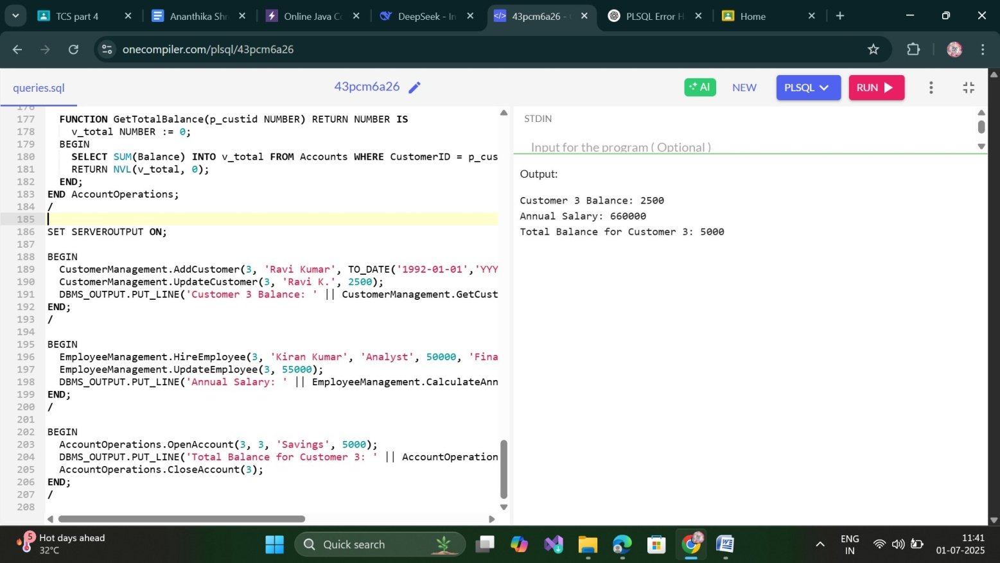 TCS part 4
Ananthika Shr
Online Java Co
DeepSeek - In
43pcm6a26 -
PLSQL Error H
Home
onecompiler.com/plsql/43pcm6a26
queries.sql
43pcm6a26
AI
NEW
PLSQL
RUN
176
177 FUNCTION GetTotalBalance(p_custid NUMBER) RETURN NUMBER IS
178 v_total NUMBER := 0;
179 BEGIN
180 SELECT SUM(Balance) INTO v_total FROM Accounts WHERE CustomerID = p_cus
181 RETURN NVL(v_total, 0);
182 END;
183 END AccountOperations;
184 /
185
186 SET SERVEROUTPUT ON;
187
188 BEGIN
189 CustomerManagement.AddCustomer(3, 'Ravi Kumar', TO_DATE('1992-01-01','YYY
190 CustomerManagement.UpdateCustomer(3, 'Ravi K.', 2500);
191 DBMS_OUTPUT.PUT_LINE('Customer 3 Balance: ' || CustomerManagement.GetCust
192 END;
193 /
194
195 BEGIN
196 EmployeeManagement.HireEmployee(3, 'Kiran Kumar', 'Analyst', 50000, 'Fina
197 EmployeeManagement.UpdateEmployee(3, 55000);
198 DBMS_OUTPUT.PUT_LINE('Annual Salary: ' || EmployeeManagement.CalculateAnn
199 END;
200 /
201
202 BEGIN
203 AccountOperations.OpenAccount(3, 3, 'Savings', 5000);
204 DBMS_OUTPUT.PUT_LINE('Total Balance for Customer 3: ' || AccountOperation
205 AccountOperations.CloseAccount(3);
206 END;
207 /
208
STDIN
Input for the program ( Optional )
Output:
Customer 3 Balance: 2500
Annual Salary: 660000
Total Balance for Customer 3: 5000
5
Hot days ahead
32°C
Quick search
ENG
IN
11:41
01-07-2025